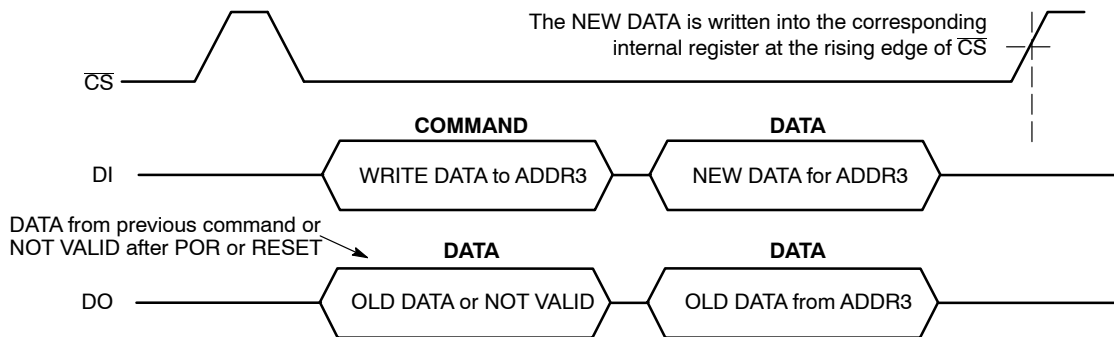 The NEW DATA is written into the corresponding
internal register at the rising edge of CS
CS
COMMAND
DATA
DI
WRITE DATA to ADDR3
NEW DATA for ADDR3
DATA from previous command or
NOT VALID after POR or RESET
DATA
DATA
DO
OLD DATA or NOT VALID
OLD DATA from ADDR3